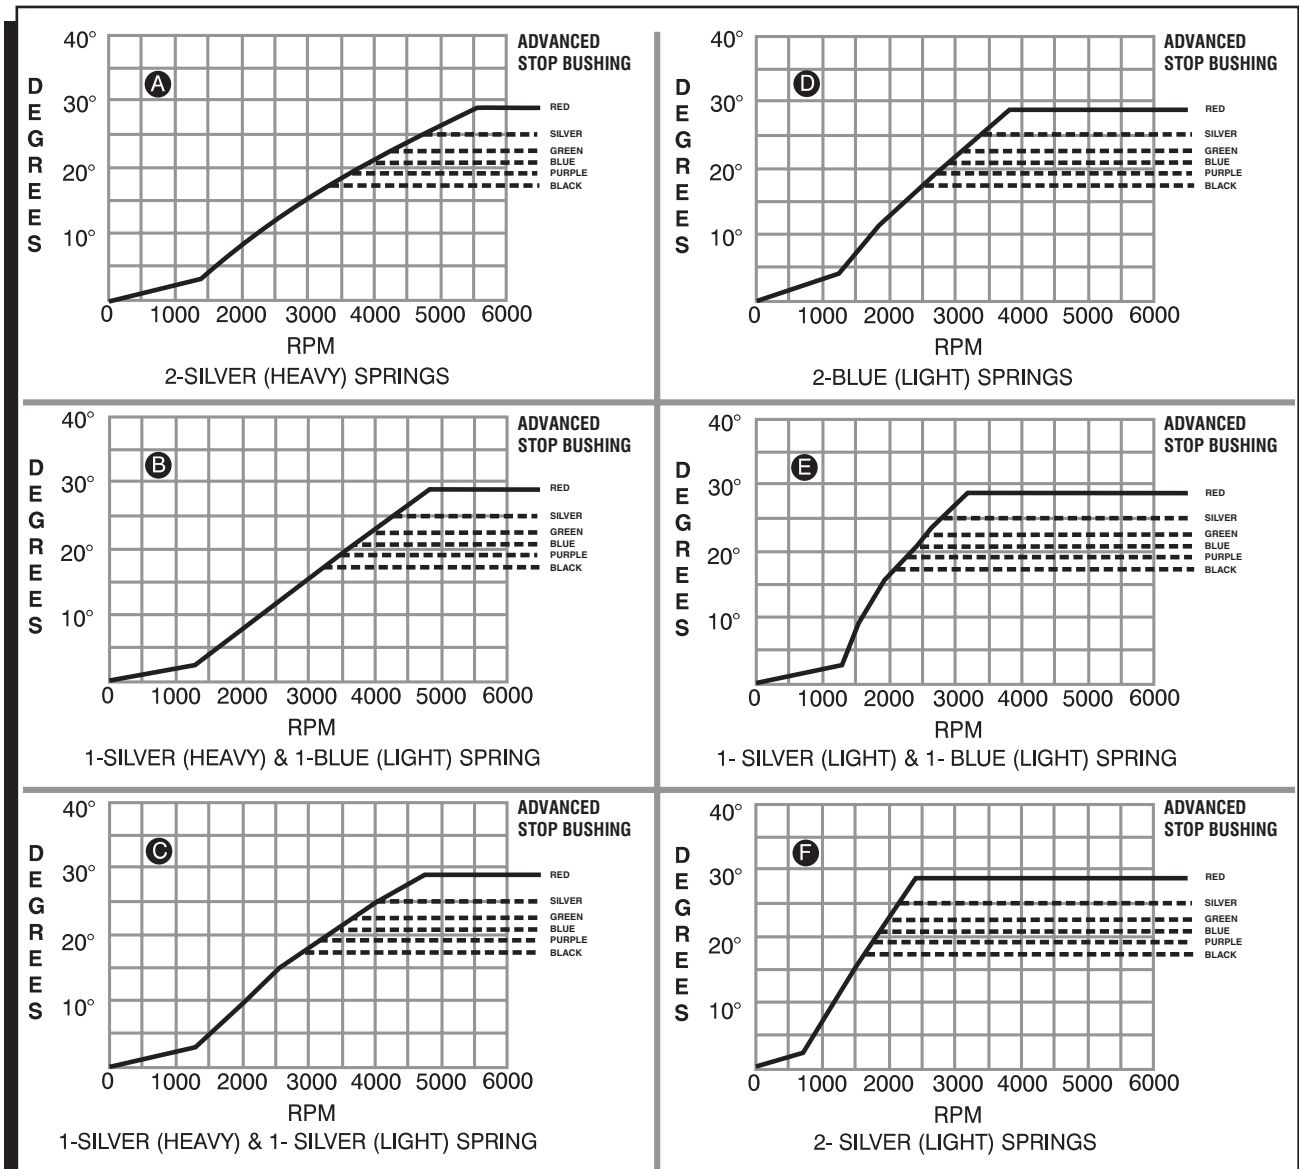 A
40°
30°
20°
10°
DEGREES
0 1000 2000 3000 4000 5000 6000
RPM
ADVANCED
STOP BUSHING
RED
SILVER
GREEN
BLUE
PURPLE
BLACK
2-SILVER (HEAVY) SPRINGS
D
40°
30°
20°
10°
DEGREES
0 1000 2000 3000 4000 5000 6000
RPM
ADVANCED
STOP BUSHING
RED
SILVER
GREEN
BLUE
PURPLE
BLACK
2-BLUE (LIGHT) SPRINGS
B
40°
30°
20°
10°
DEGREES
0 1000 2000 3000 4000 5000 6000
RPM
ADVANCED
STOP BUSHING
RED
SILVER
GREEN
BLUE
PURPLE
BLACK
1-SILVER (HEAVY) & 1-BLUE (LIGHT) SPRING
E
40°
30°
20°
10°
DEGREES
0 1000 2000 3000 4000 5000 6000
RPM
ADVANCED
STOP BUSHING
RED
SILVER
GREEN
BLUE
PURPLE
BLACK
1- SILVER (LIGHT) & 1- BLUE (LIGHT) SPRING
C
40°
30°
20°
10°
DEGREES
0 1000 2000 3000 4000 5000 6000
RPM
ADVANCED
STOP BUSHING
RED
SILVER
GREEN
BLUE
PURPLE
BLACK
1-SILVER (HEAVY) & 1- SILVER (LIGHT) SPRING
F
40°
30°
20°
10°
DEGREES
0 1000 2000 3000 4000 5000 6000
RPM
ADVANCED
STOP BUSHING
RED
SILVER
GREEN
BLUE
PURPLE
BLACK
2- SILVER (LIGHT) SPRINGS